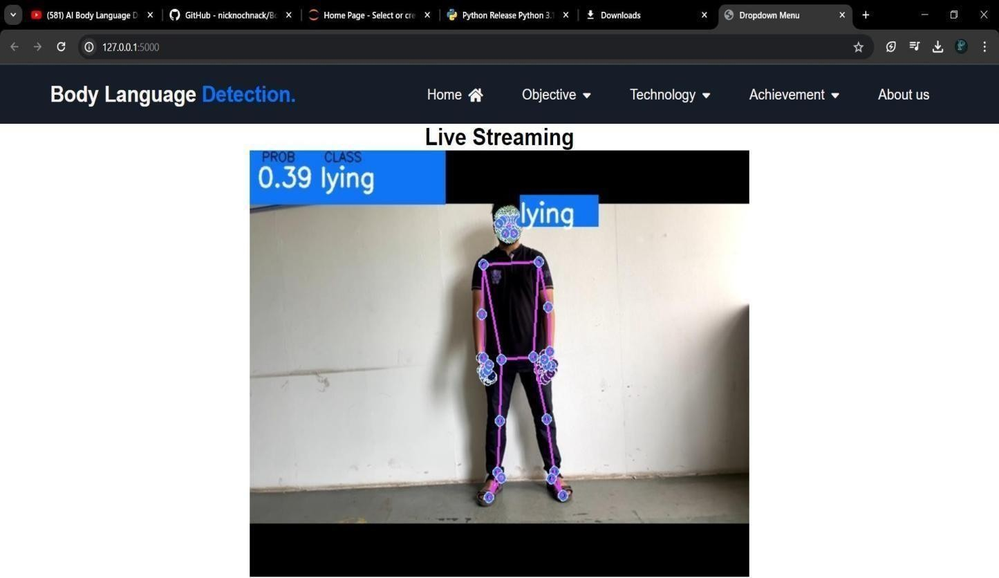 (581) AI Body Language D
GitHub - nicknochnack/Bo
Home Page - Select or cre
Python Release Python 3.1
Downloads
Dropdown Menu
127.0.0.1:5000
Body Language Detection.
Home
Objective
Technology
Achievement
About us
Live Streaming
PROB CLASS
0.39 lying
lying